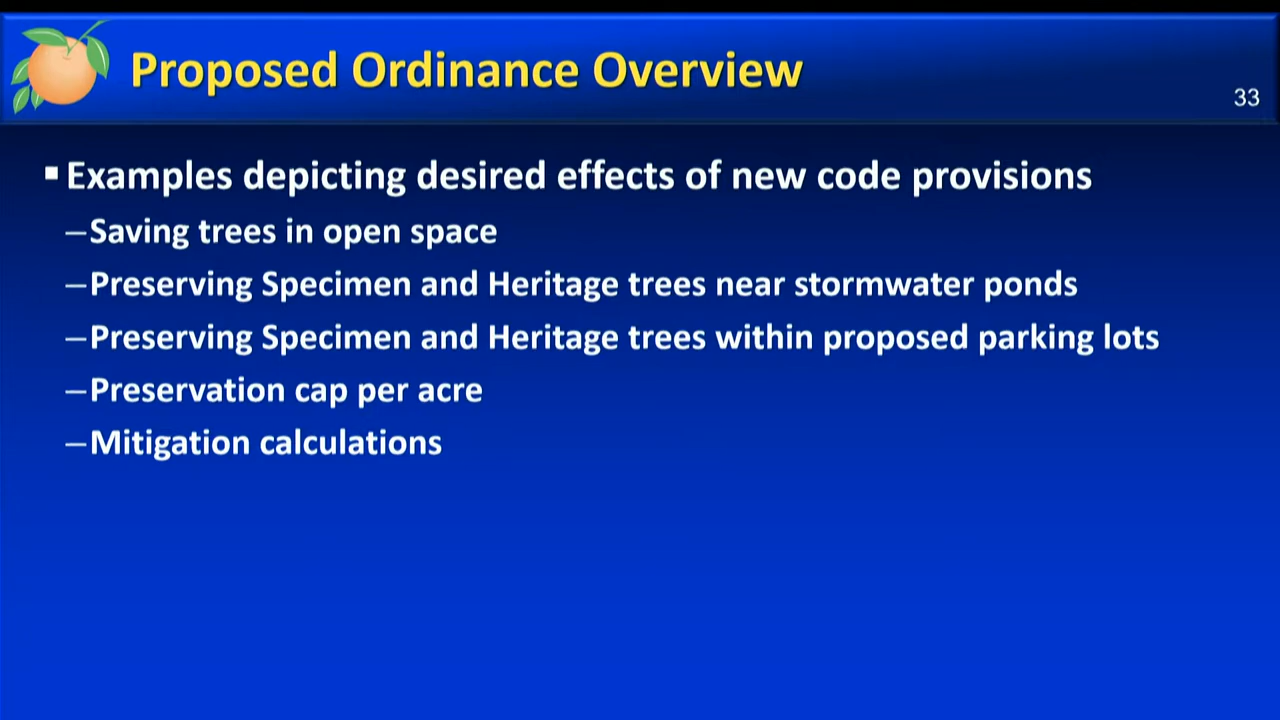 Proposed Ordinance Overview
33
▪ Examples depicting desired effects of new code provisions
–Saving trees in open space
–Preserving Specimen and Heritage trees near stormwater ponds
–Preserving Specimen and Heritage trees within proposed parking lots
–Preservation cap per acre
–Mitigation calculations